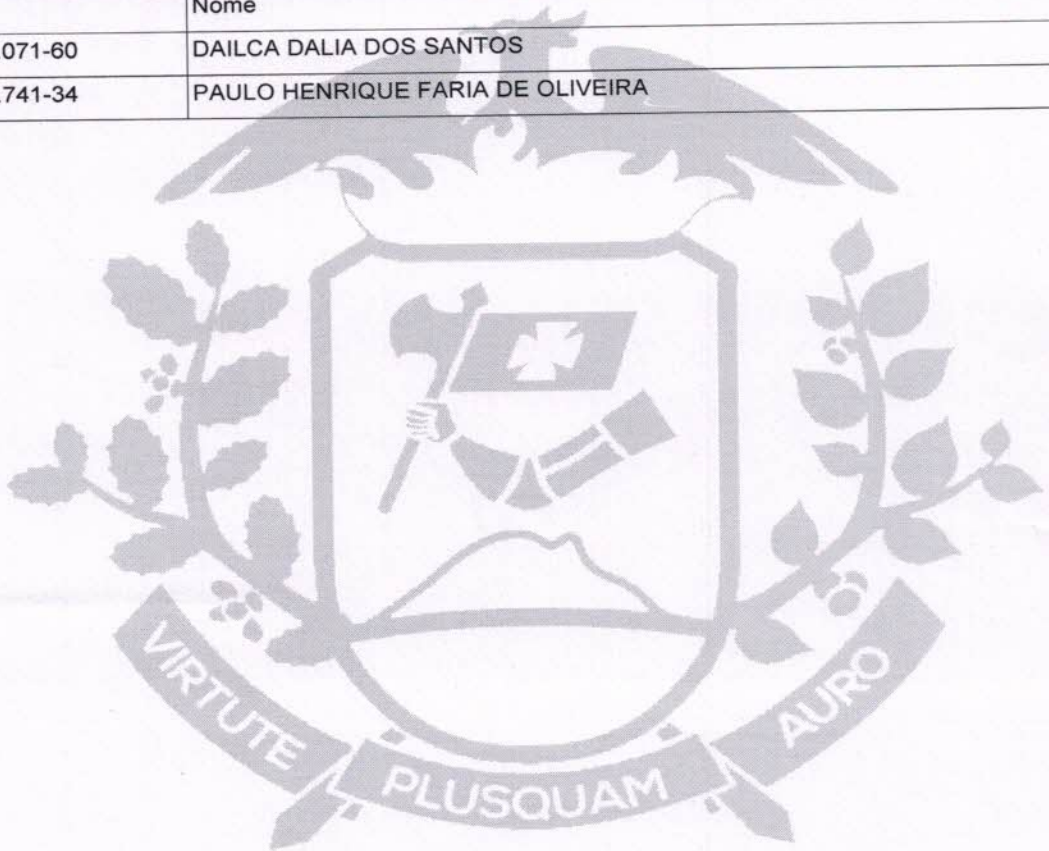 Nome
071-60 DAILCA DALIA DOS SANTOS
741-34 PAULO HENRIQUE FARIA DE OLIVEIRA
VIRTUTE PLUSQUAM AURO